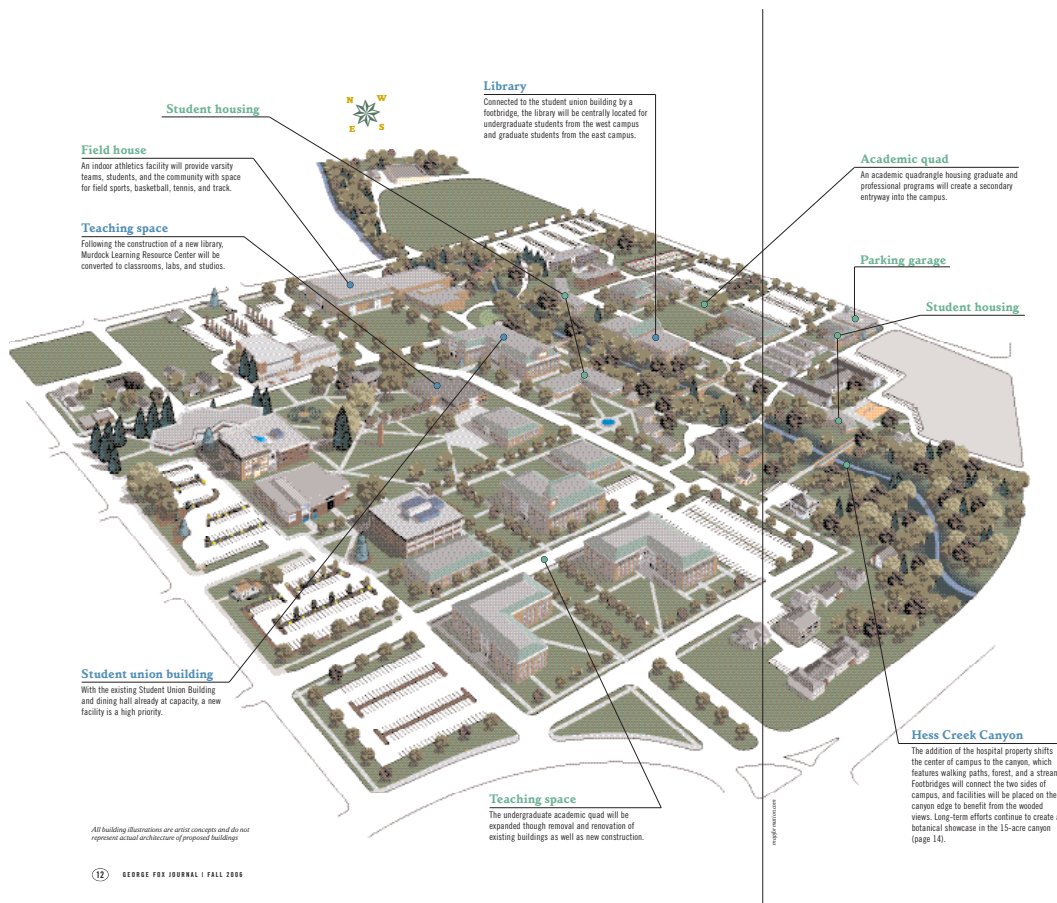 N W
E S
Student housing
Field house
An indoor athletics facility will provide varsity
teams, students, and the community with space
for field sports, basketball, tennis, and track.
Teaching space
Following the construction of a new library,
Murdock Learning Resource Center will be
converted to classrooms, labs, and studios.
Library
Connected to the student union building by a
footbridge, the library will be centrally located for
undergraduate students from the west campus
and graduate students from the east campus.
Academic quad
An academic quadrangle housing graduate and
professional programs will create a secondary
entryway into the campus.
Parking garage
Student housing
Student union building
With the existing Student Union Building
and dining hall already at capacity, a new
facility is a high priority.
Teaching space
The undergraduate academic quad will be
expanded though removal and renovation of
existing buildings as well as new construction.
Hess Creek Canyon
The addition of the hospital property shifts
the center of campus to the canyon, which
features walking paths, forest, and a stream
Footbridges will connect the two sides of
campus, and facilities will be placed on the
canyon edge to benefit from the wooded
views. Long-term efforts continue to create a
botanical showcase in the 15-acre canyon
(page 14).
mapformation.com
All building illustrations are artist concepts and do not
represent actual architecture of proposed buildings
12 GEORGE FOX JOURNAL | FALL 2006